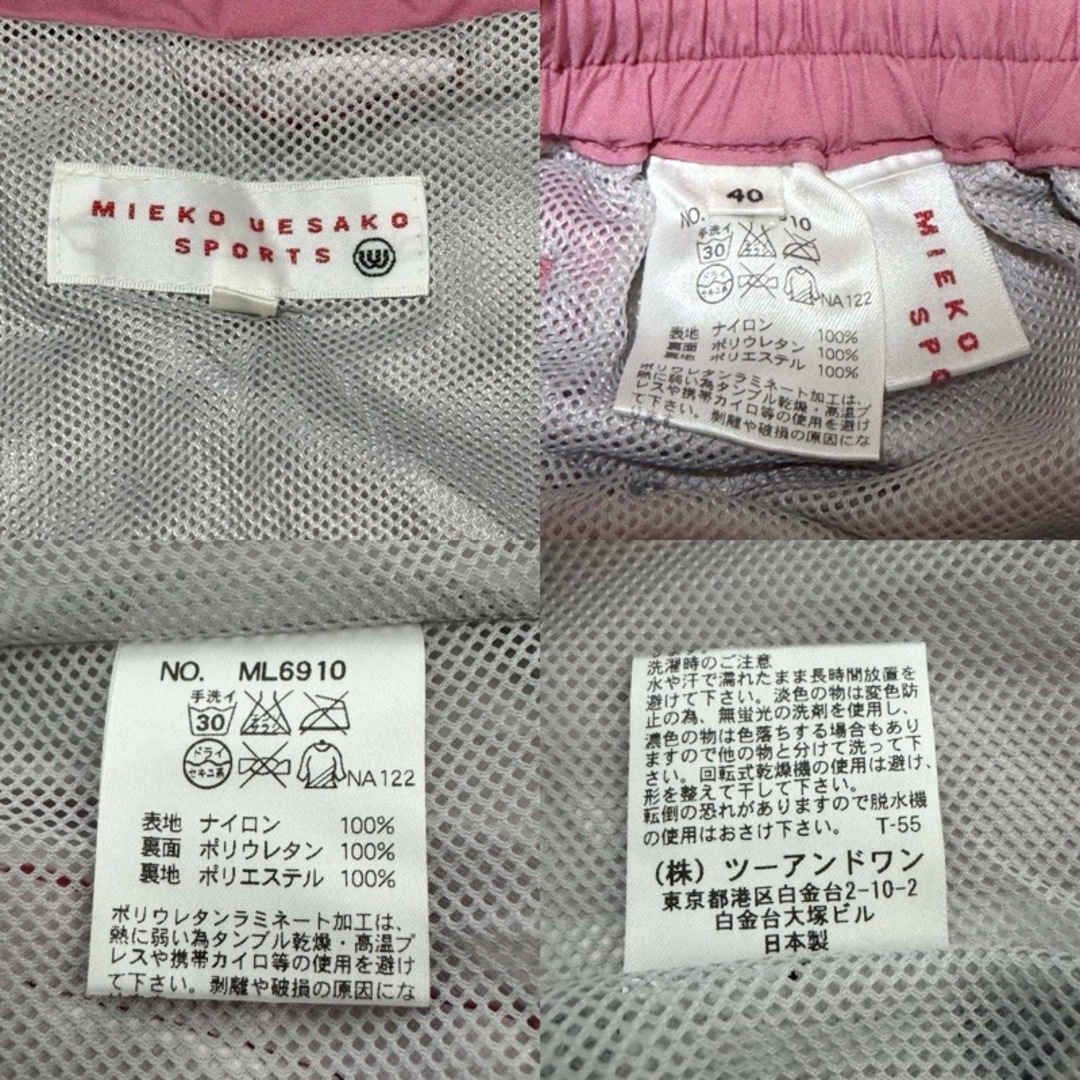 MIEKO UESAKO
SPORTS
40
NO. 10
手洗イ
30
ドライ
セキユ系
NA122
表地 ナイロン 100%
裏面 ポリウレタン 100%
裏地 ポリエステル 100%
ポリウレタンラミネート加工は、
熱に弱い為タンブル乾燥・高温プ
レスや携帯カイロ等の使用を避け
て下さい。剥離や破損の原因にな
MIEKO
SPO
NO. ML6910
手洗イ
30
エンソサラシ
ドライ
セキユ系
NA122
表地 ナイロン 100%
裏面 ポリウレタン 100%
裏地 ポリエステル 100%
ポリウレタンラミネート加工は、
熱に弱い為タンブル乾燥・高温プ
レスや携帯カイロ等の使用を避け
て下さい。剥離や破損の原因にな
洗濯時のご注意
水や汗で濡れたまま長時間放置を
避けて下さい。淡色の物は変色防
止の為、無蛍光の洗剤を使用し、
濃色の物は色落ちする場合もあり
ますので他の物と分けて洗って下
さい。回転式乾燥機の使用は避け、
形を整えて干して下さい。
転倒の恐れがありますので脱水機
の使用はおさけ下さい。 T-55
(株) ツーアンドワン
東京都港区白金台2-10-2
白金台大塚ビル
日本製